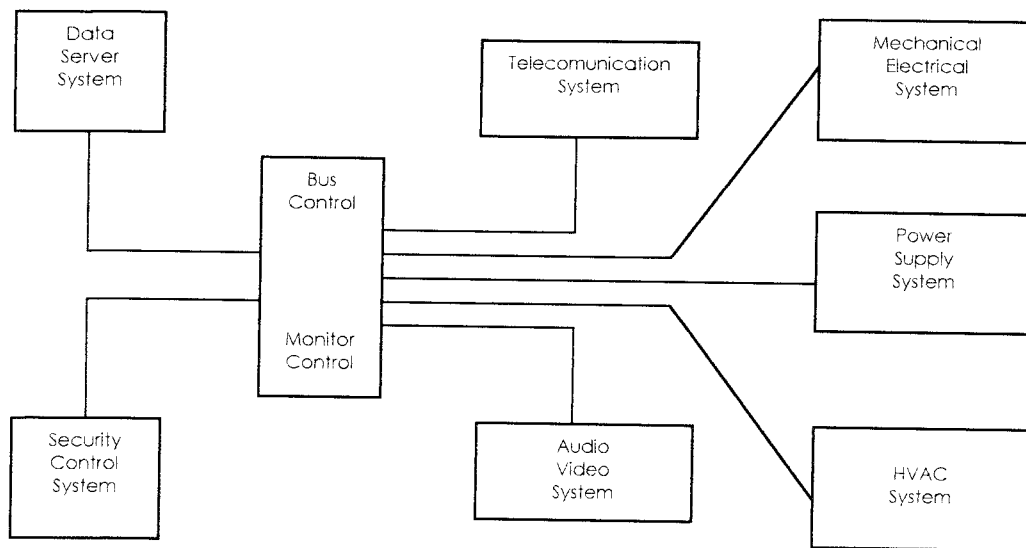 Data
Server
System
Telecomunication
System
Mechanical
Electrical
System
Bus
Control
Monitor
Control
Power
Supply
System
Security
Control
System
Audio
Video
System
HVAC
System